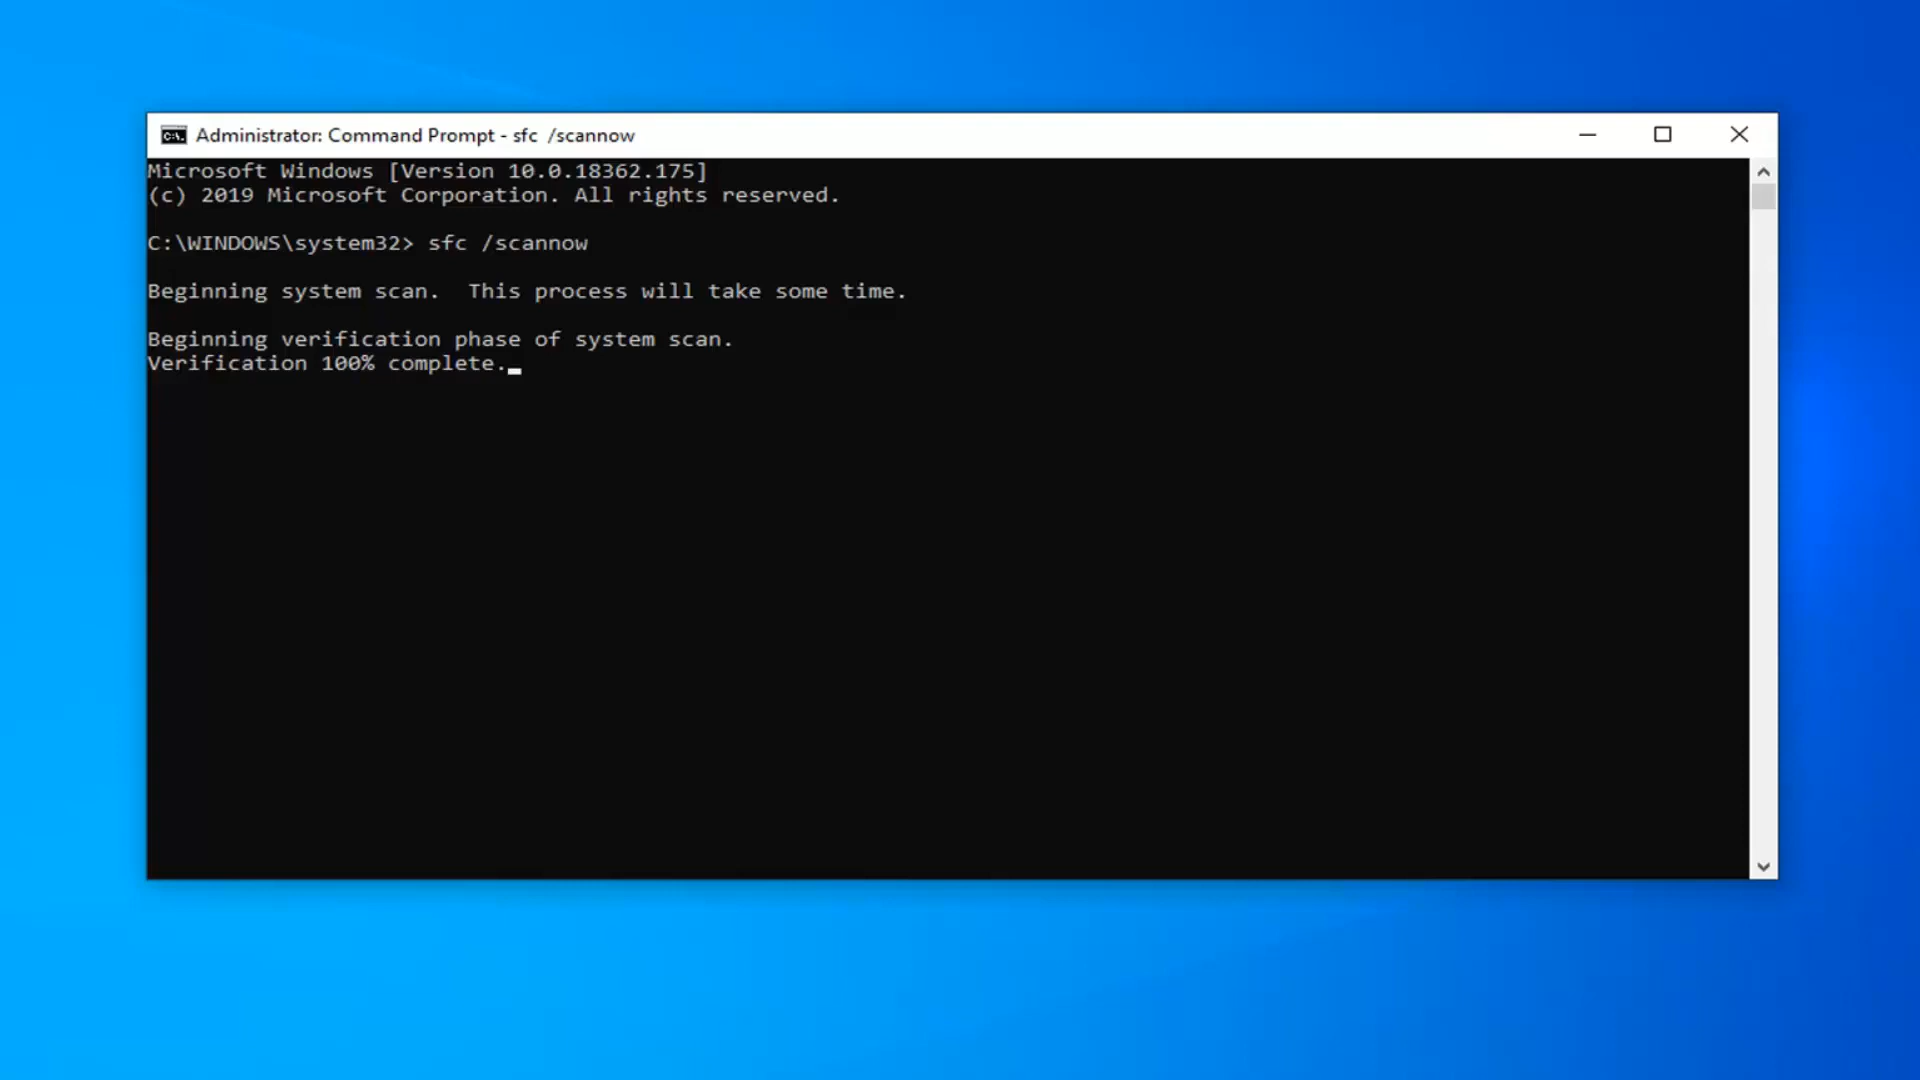 Administrator: Command Prompt - sfc  /scannow
Microsoft Windows [Version 10.0.18362.175]
(c) 2019 Microsoft Corporation. All rights reserved.
C:\WINDOWS\system32> sfc /scannow
Beginning system scan.  This process will take some time.
Beginning verification phase of system scan.
Verification 100% complete.